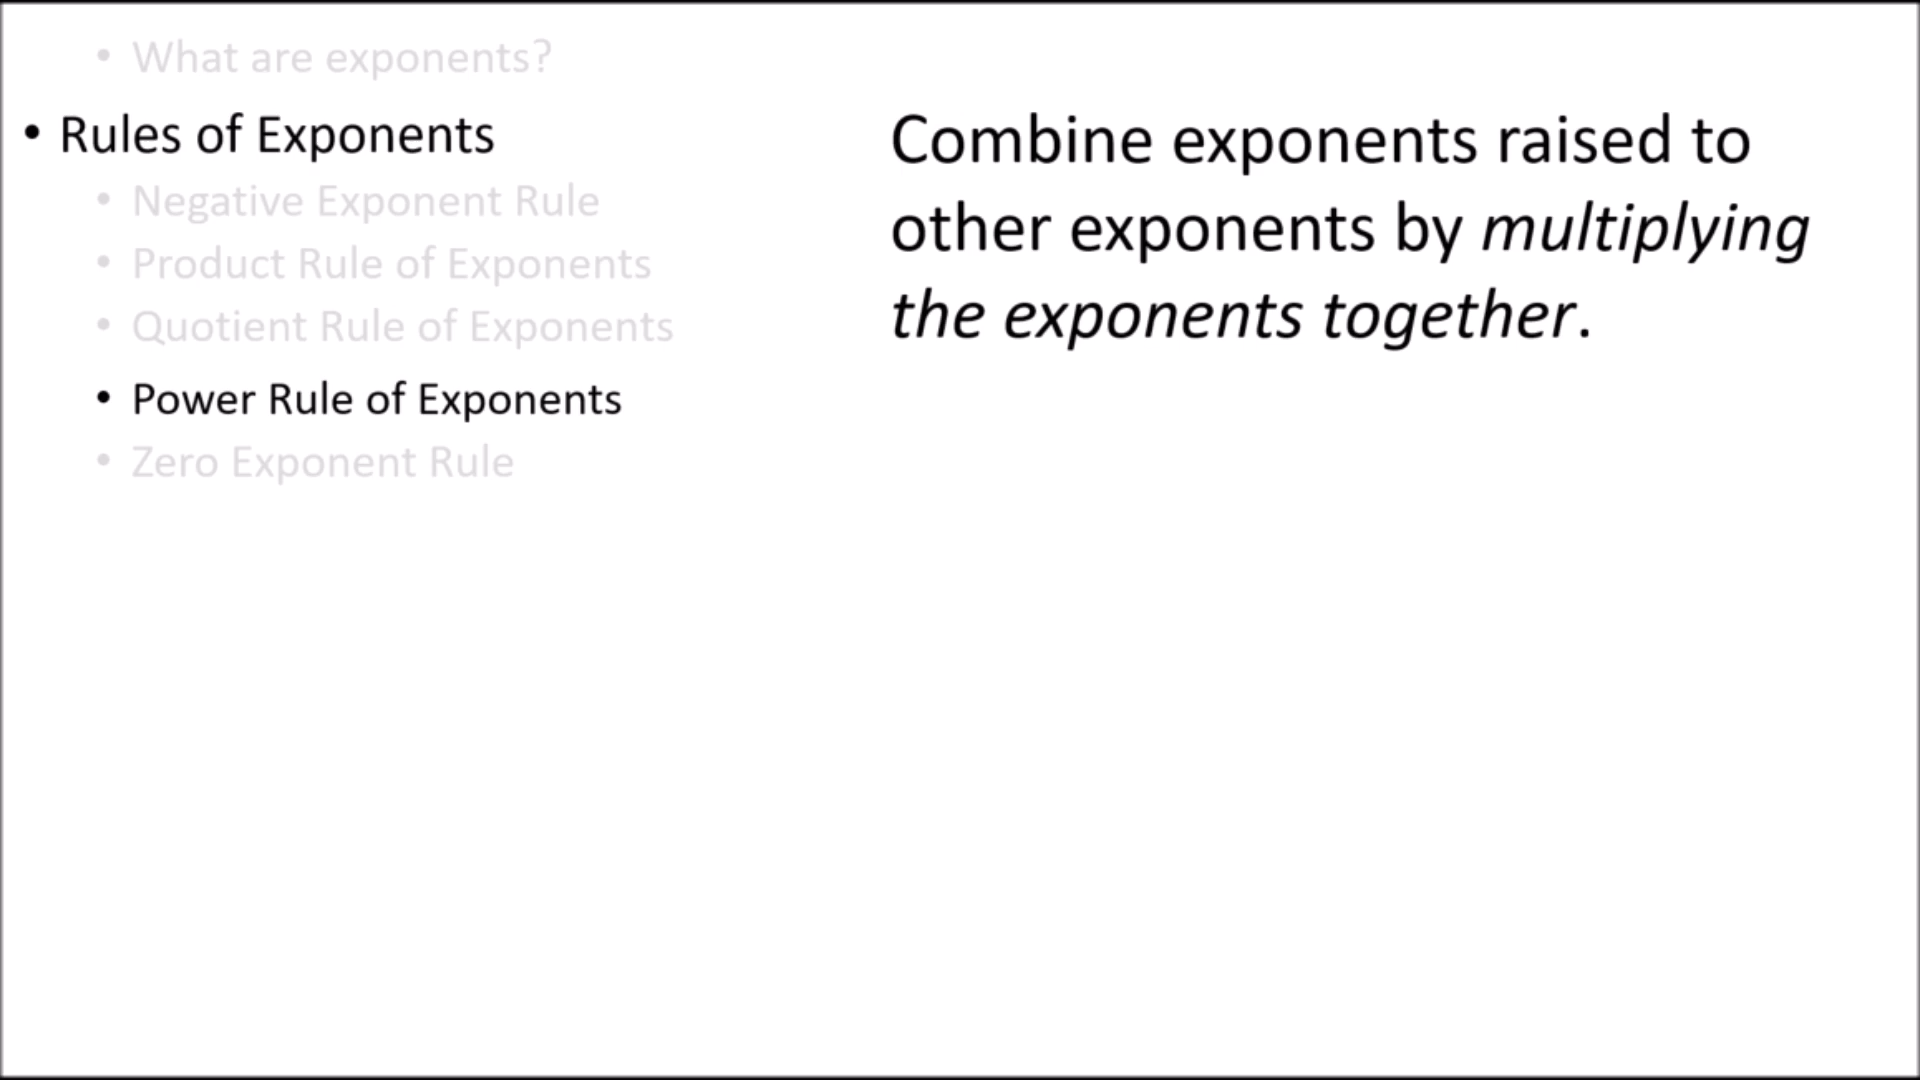 • What are exponents?
• Rules of Exponents
• Negative Exponent Rule
• Product Rule of Exponents
• Quotient Rule of Exponents
• Power Rule of Exponents
• Zero Exponent Rule
Combine exponents raised to
other exponents by multiplying
the exponents together.